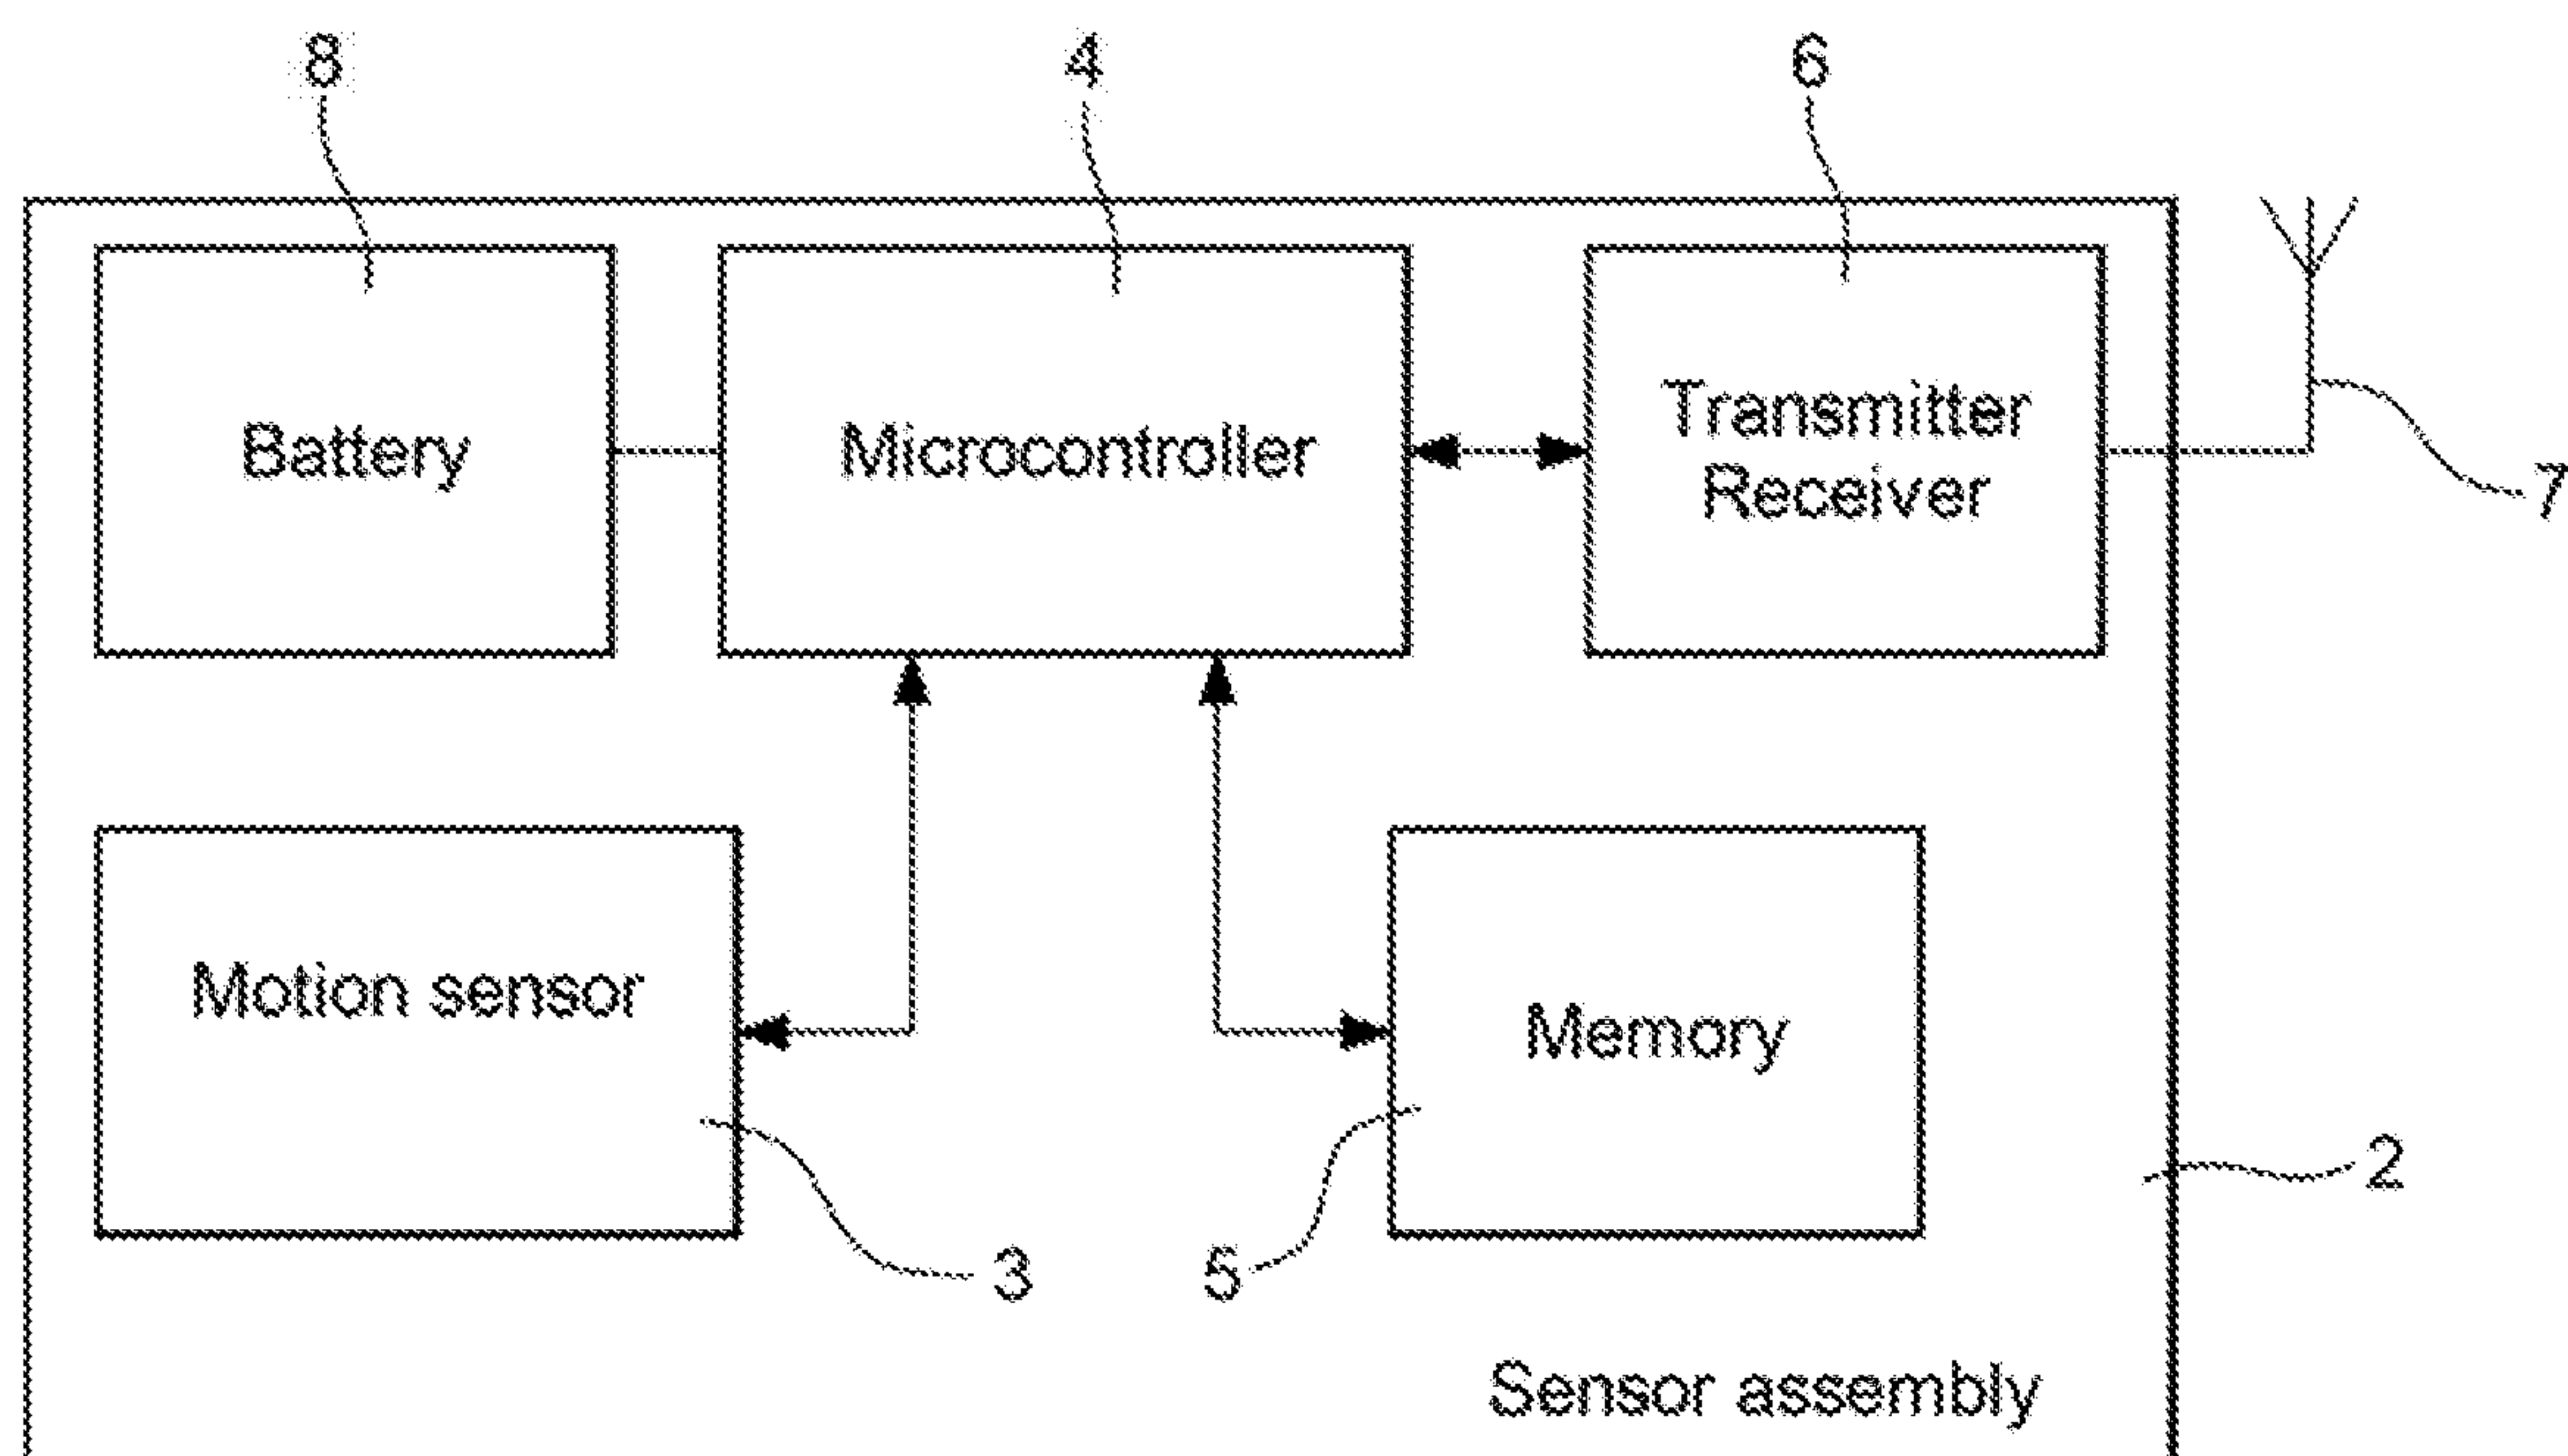 8
4
6
Battery
Microcontroller
Transmitter
Receiver
7
Motion sensor
Memory
2
3
5
Sensor assembly